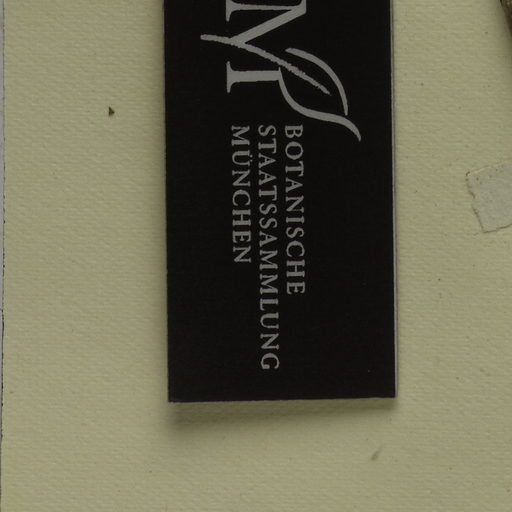 M
BOTANISCHE
STAATSSAMMLUNG
MÜNCHEN